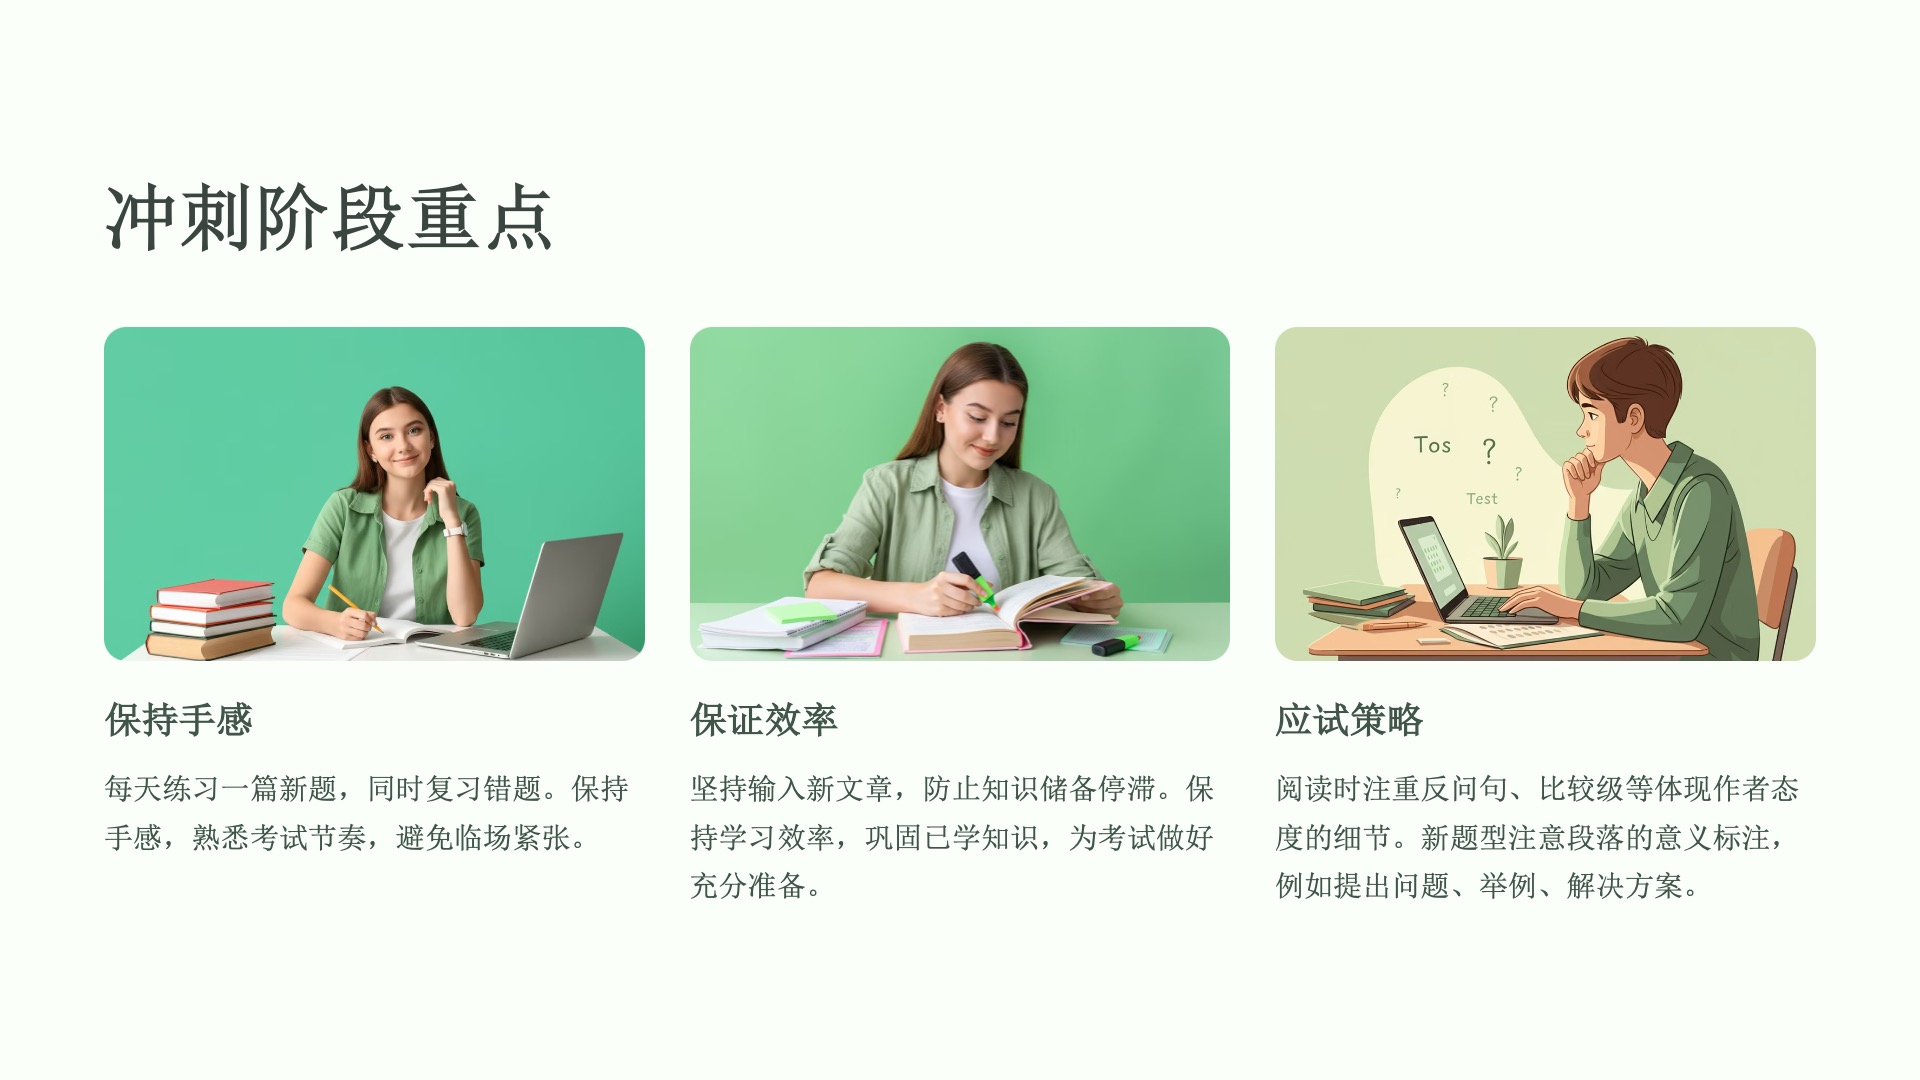 冲刺阶段重点
?
?
Tos
?
?
?
Test
保持手感
每天练习一篇新题，同时复习错题。保持
手感，熟悉考试节奏，避免临场紧张。
保证效率
坚持输入新文章，防止知识储备停滞。保
持学习效率，巩固已学知识，为考试做好
充分准备。
应试策略
阅读时注重反问句、比较级等体现作者态
度的细节。新题型注意段落的意义标注，
例如提出问题、举例、解决方案。